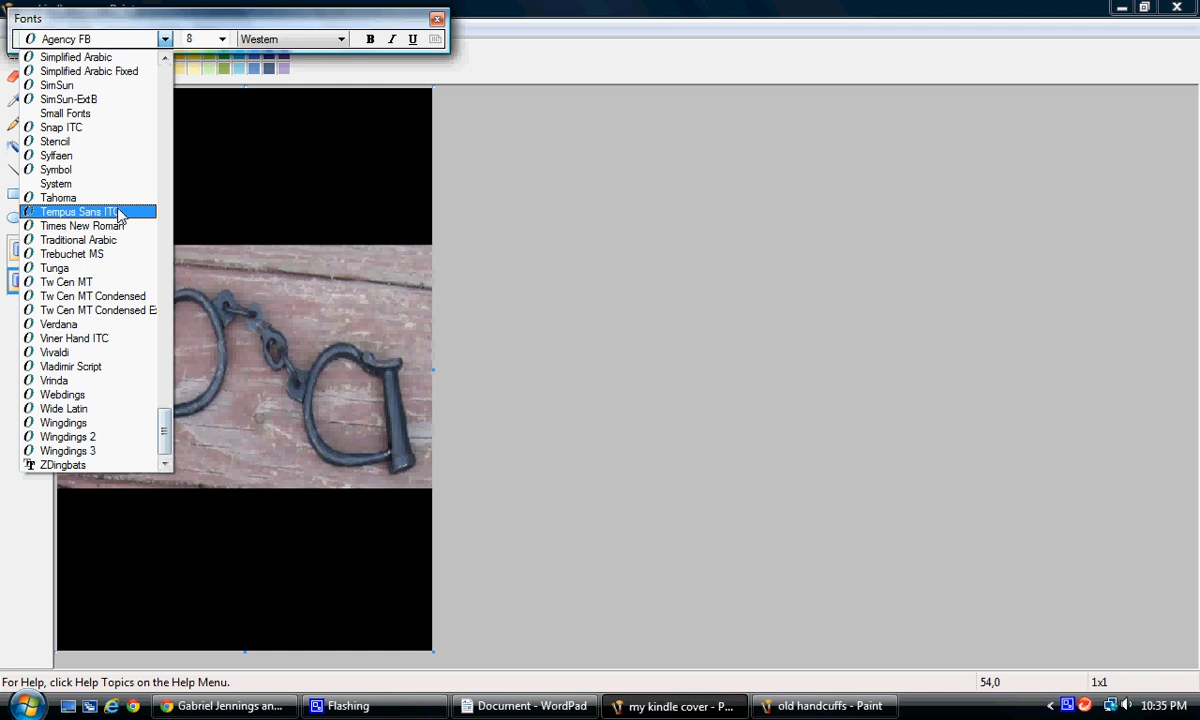 Fonts
Agency FB 8 Western B I U
Simplified Arabic
Simplified Arabic Fixed
SimSun
SimSun-ExtB
Small Fonts
Snap ITC
Stencil
Sylfaen
Symbol
System
Tahoma
Tempus Sans ITC
Times New Roman
Traditional Arabic
Trebuchet MS
Tunga
Tw Cen MT
Tw Cen MT Condensed
Tw Cen MT Condensed E
Verdana
Viner Hand ITC
Vivaldi
Vladimir Script
Vrinda
Webdings
Wide Latin
Wingdings
Wingdings 2
Wingdings 3
ZDingbats
For Help, click Help Topics on the Help Menu. 54,0 1x1
Gabriel Jennings an... Flashing Document - WordPad my kindle cover - P... old handcuffs - Paint 10:35 PM